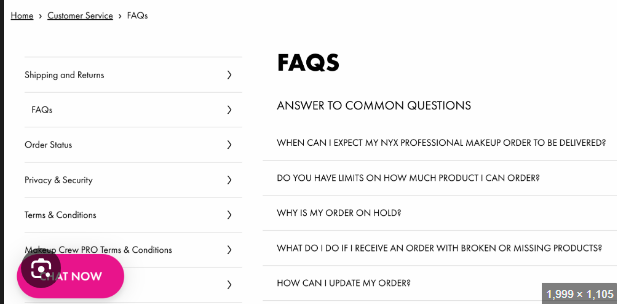 Home › Customer Service › FAQs
Shipping and Returns
FAQs
Order Status
Privacy & Security
Terms & Conditions
Makeup Crew PRO Terms & Conditions
CHAT NOW
FAQS
ANSWER TO COMMON QUESTIONS
WHEN CAN I EXPECT MY NYX PROFESSIONAL MAKEUP ORDER TO BE DELIVERED?
DO YOU HAVE LIMITS ON HOW MUCH PRODUCT I CAN ORDER?
WHY IS MY ORDER ON HOLD?
WHAT DO I DO IF I RECEIVE AN ORDER WITH BROKEN OR MISSING PRODUCTS?
HOW CAN I UPDATE MY ORDER?
1,999 × 1,105